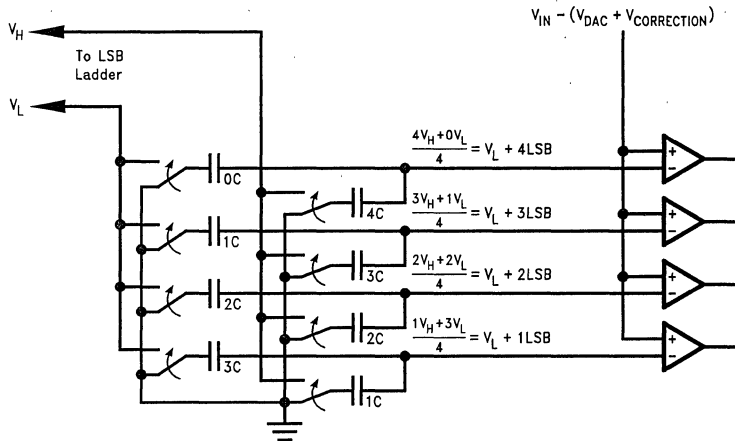 V_H
To LSB
Ladder
V_L
V_IN – (V_DAC + V_CORRECTION)
4V_H + 0V_L
4
= V_L + 4LSB
0C
4C
3V_H + 1V_L
4
= V_L + 3LSB
1C
3C
2V_H + 2V_L
4
= V_L + 2LSB
2C
2C
1V_H + 3V_L
4
= V_L + 1LSB
3C
1C
+
–
+
–
+
–
+
–